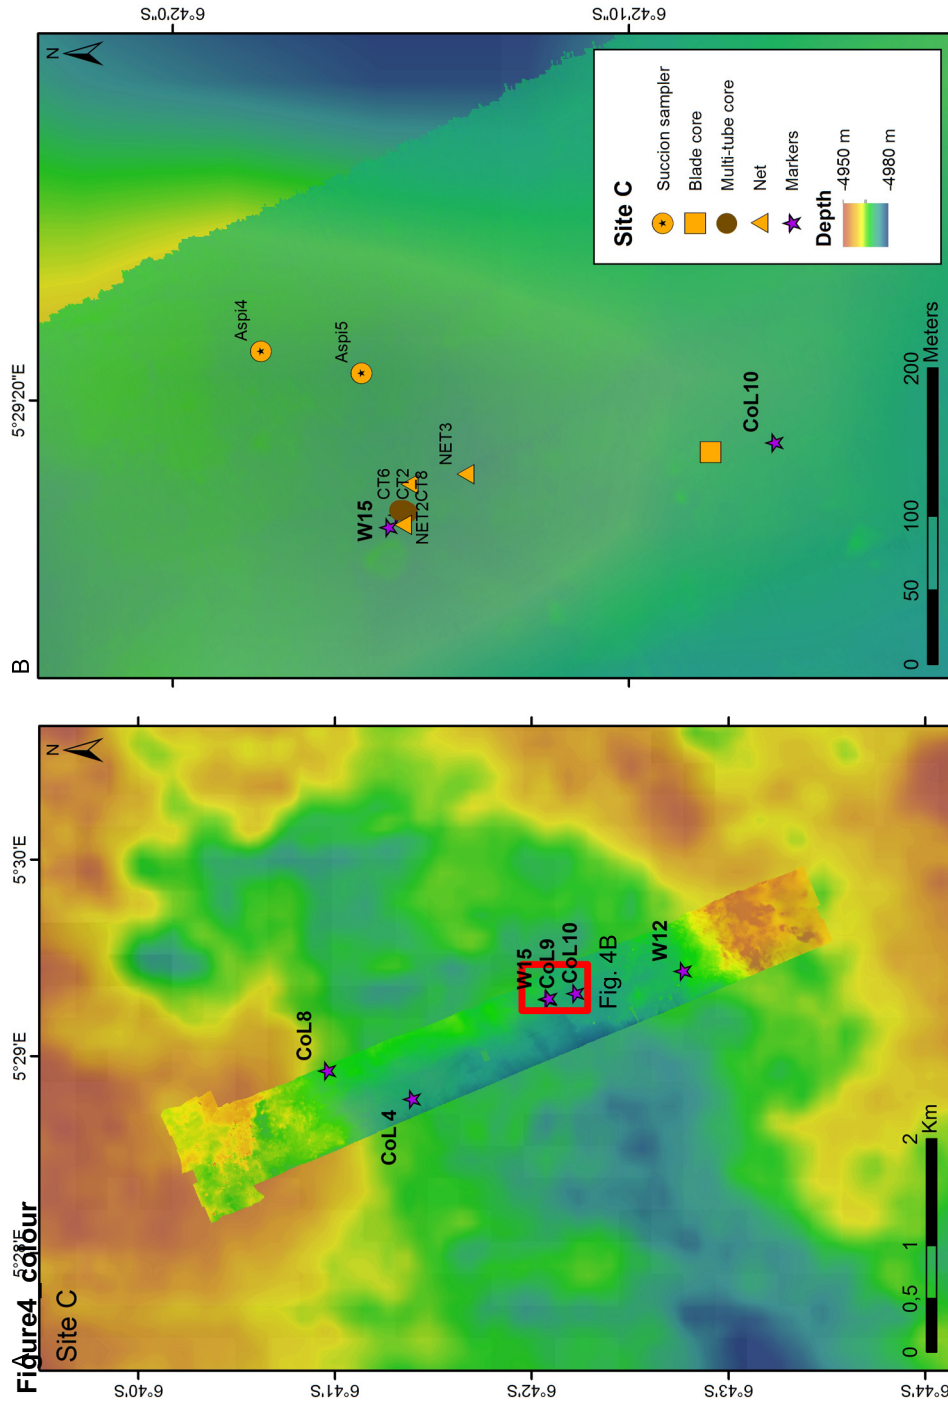 Figure4 colour
A
Site C
5°28'E
5°29'E
5°30'E
6°40'S
6°41'S
6°42'S
6°43'S
6°44'S
N
CoL8
CoL 4
W15
CoL9
CoL10
Fig. 4B
W12
0
0,5
1
2
Km
B
5°29'20"E
6°42'0"S
6°42'10"S
N
Aspi4
Aspi5
W15
CT6
CT2
NET2CT8
NET3
CoL10
0
50
100
200
Meters
Site C
Succion sampler
Blade core
Multi-tube core
Net
Markers
Depth
-4950 m
-4980 m